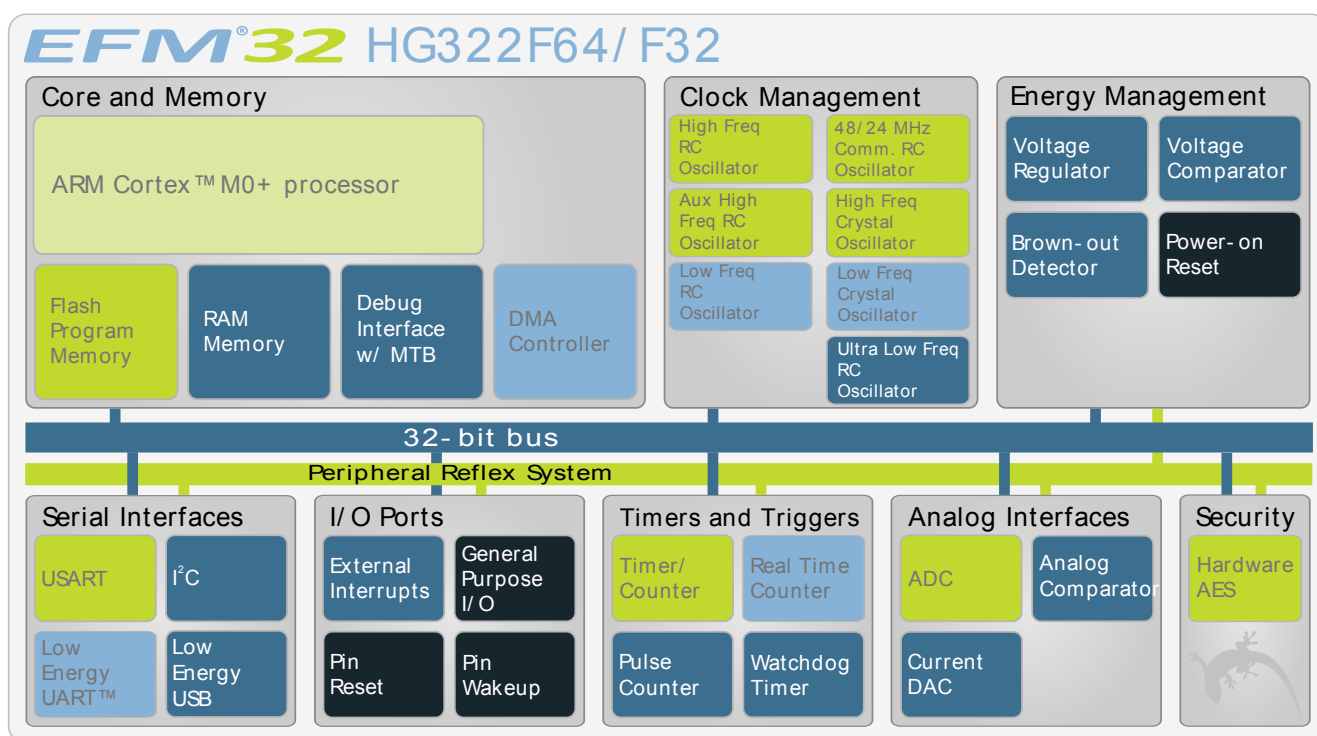 EFM®32 HG322F64/F32
Core and Memory
ARM Cortex™ M0+ processor
Flash
Program
Memory
RAM
Memory
Debug
Interface
w/ MTB
DMA
Controller
Clock Management
High Freq
RC
Oscillator
48/24 MHz
Comm. RC
Oscillator
Aux High
Freq RC
Oscillator
High Freq
Crystal
Oscillator
Low Freq
RC
Oscillator
Low Freq
Crystal
Oscillator
Ultra Low Freq
RC
Oscillator
Energy Management
Voltage
Regulator
Voltage
Comparator
Brown-out
Detector
Power-on
Reset
32-bit bus
Peripheral Reflex System
Serial Interfaces
USART
I²C
Low
Energy
UART™
Low
Energy
USB
I/O Ports
External
Interrupts
General
Purpose
I/O
Pin
Reset
Pin
Wakeup
Timers and Triggers
Timer/
Counter
Real Time
Counter
Pulse
Counter
Watchdog
Timer
Analog Interfaces
ADC
Analog
Comparator
Current
DAC
Security
Hardware
AES